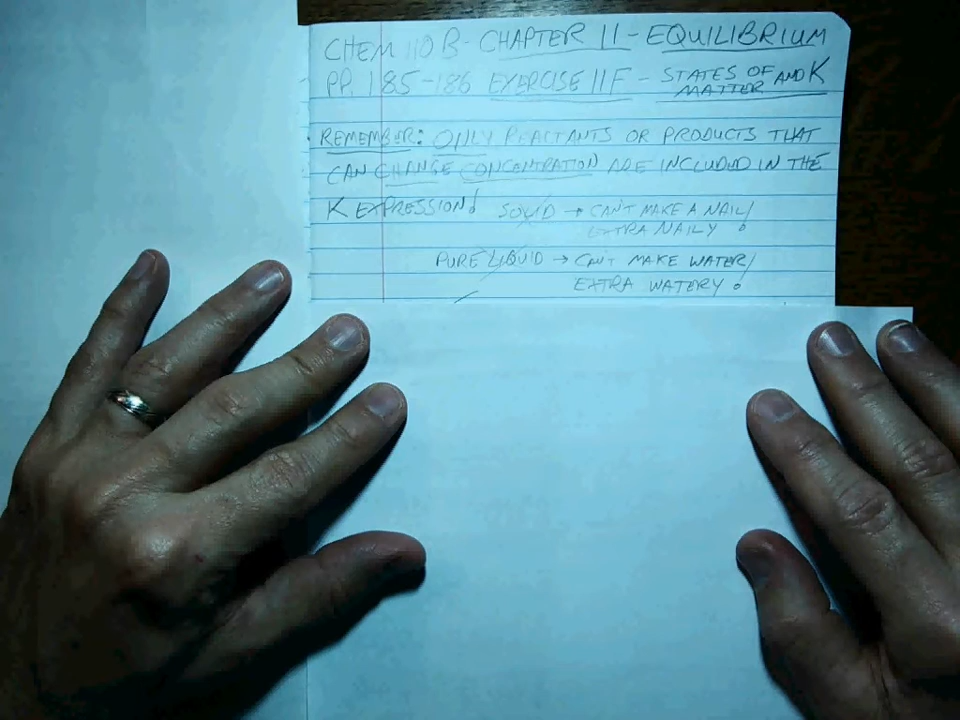 CHEM 110B - CHAPTER 11 - EQUILIBRIUM
PP. 185-186 EXERCISE 11F - STATES OF MATTER AND K
REMEMBER: ONLY REACTANTS OR PRODUCTS THAT
CAN CHANGE CONCENTRATION ARE INCLUDED IN THE
K EXPRESSION! SOLID → CAN'T MAKE A NAIL
EXTRA NAILY!
PURE LIQUID → CAN'T MAKE WATER
EXTRA WATERY!